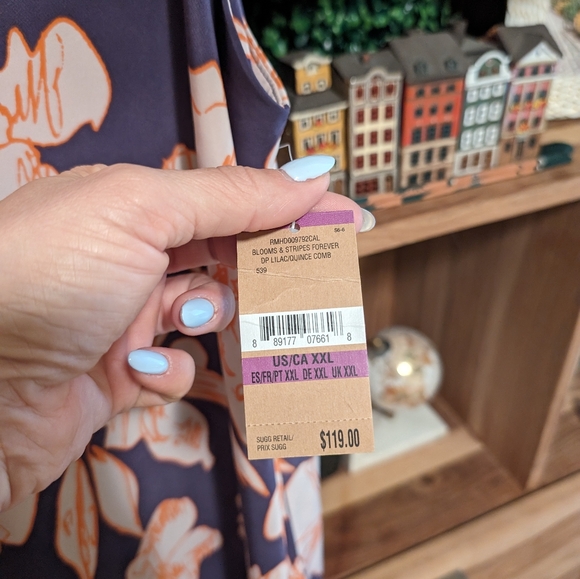 RMHD009792CAL
S6-6
BLOOMS & STRIPES FOREVER
DP LILAC/QUINCE COMB
539
8 89177 07661 8
US/CA XXL
ES/FR/PT XXL DE XXL UK XXL
SUGG RETAIL/
PRIX SUGG
$119.00